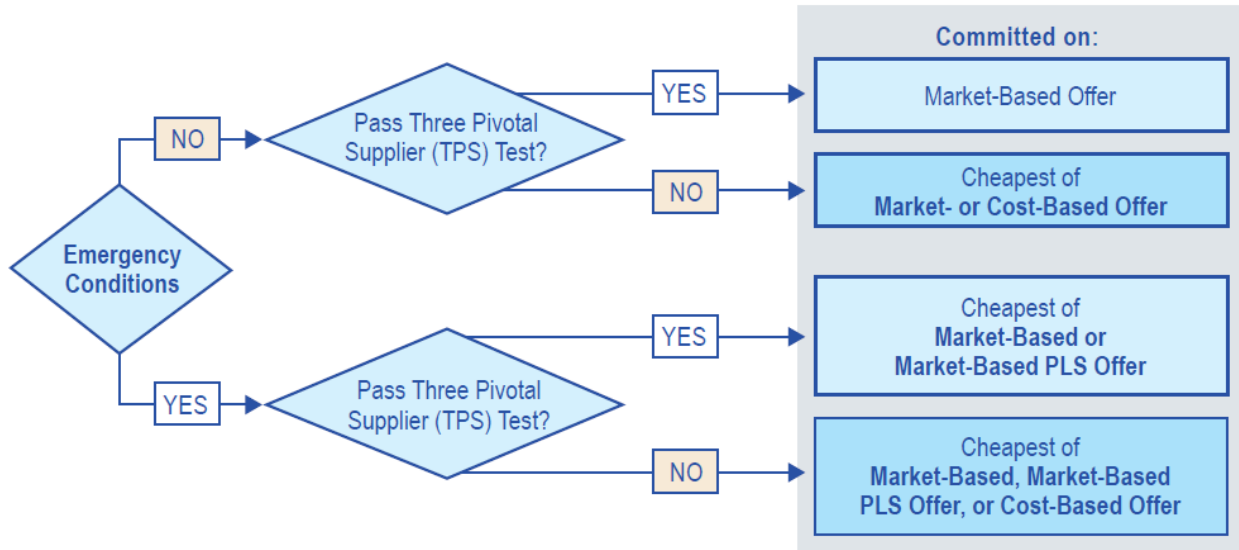 Committed on:
YES
Market-Based Offer
Pass Three Pivotal
Supplier (TPS) Test?
NO
NO
Cheapest of
Market- or Cost-Based Offer
Emergency
Conditions
YES
Cheapest of
Market-Based or
Market-Based PLS Offer
YES
Pass Three Pivotal
Supplier (TPS) Test?
NO
Cheapest of
Market-Based, Market-Based
PLS Offer, or Cost-Based Offer